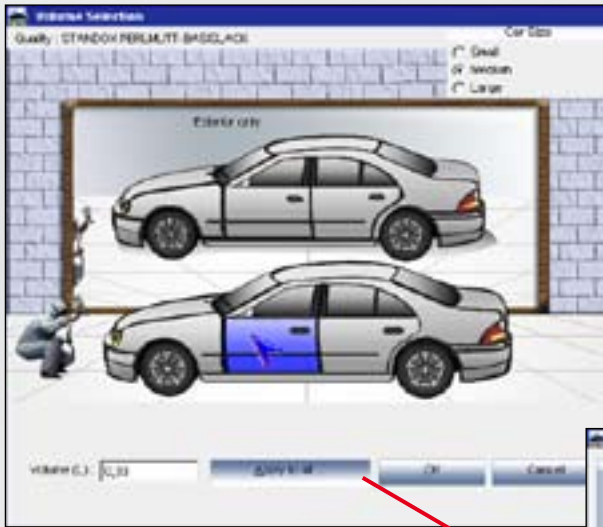 Volume Selection
Quality : STANDOX PERLMUTT-BASISLACK
Car Size
Small
Medium
Large
Exterior only
Volume (L) :
Apply to all
OK
Cancel